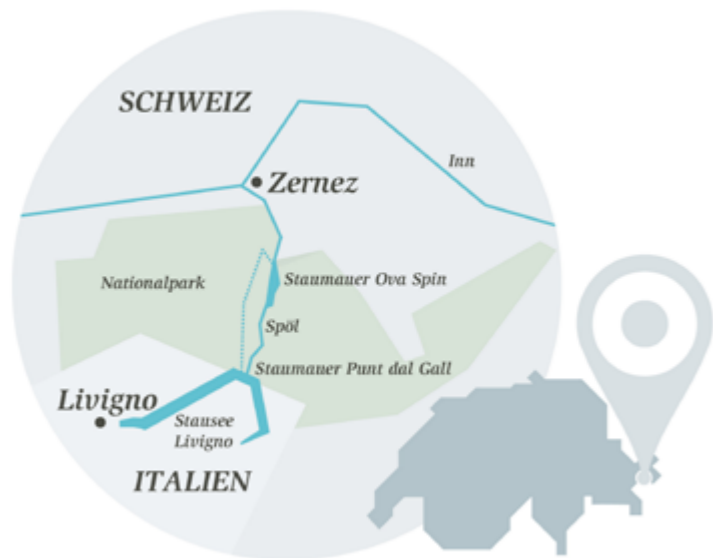 SCHWEIZ
Inn
Zernez
Nationalpark
Staumauer Ova Spin
Spöl
Staumauer Punt dal Gall
Livigno
Stausee
Livigno
ITALIEN